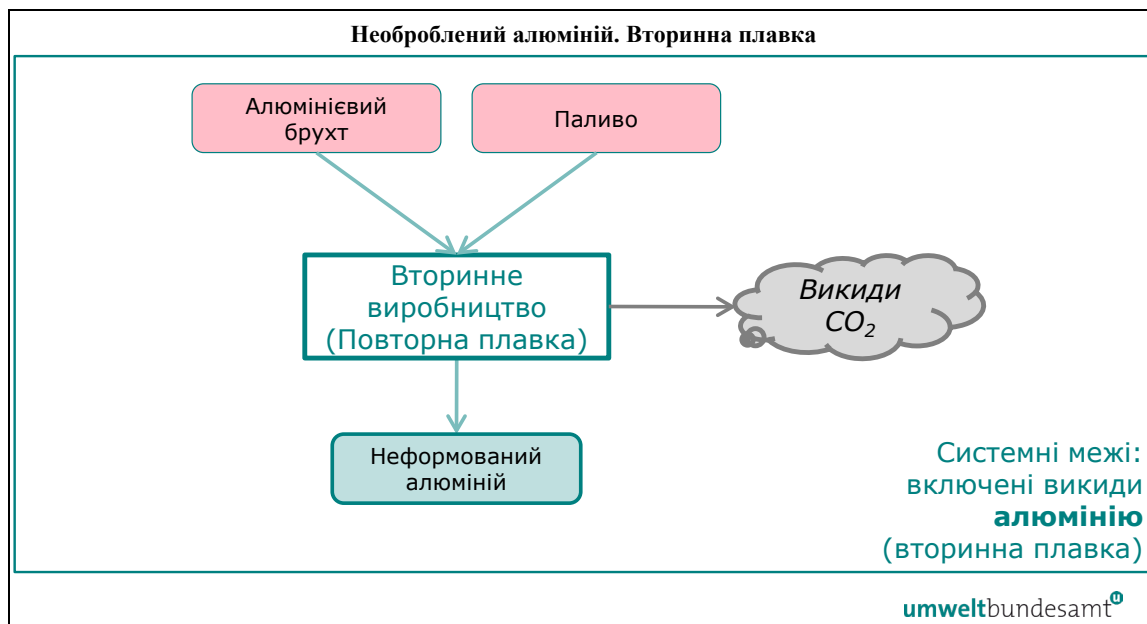 Необроблений алюміній. Вторинна плавка
Алюмінієвий
брухт
Паливо
Вторинне
виробництво
(Повторна плавка)
Викиди
CO₂
Неформований
алюміній
Системні межі:
включені викиди
алюмінію
(вторинна плавка)
umweltbundesamt